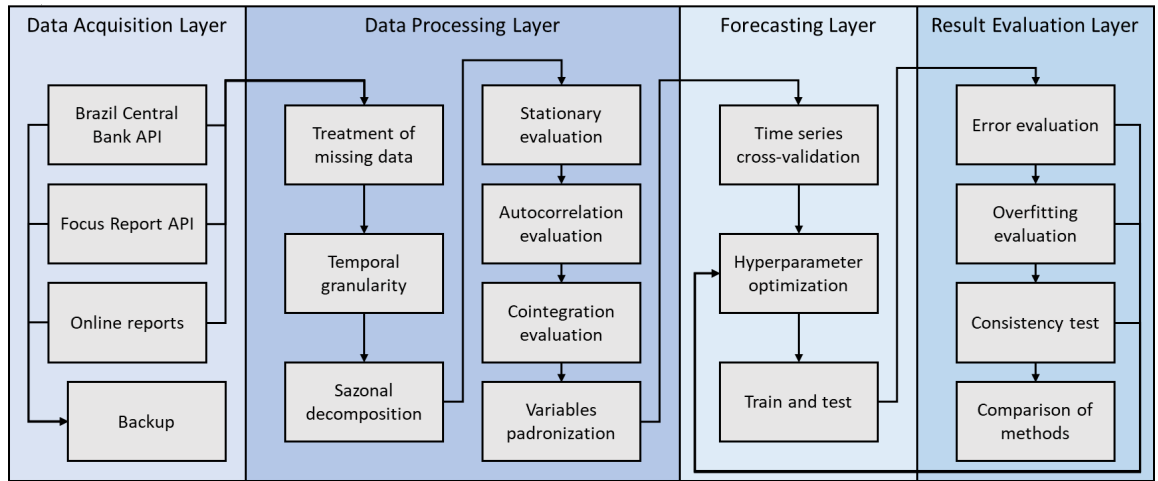 Data Acquisition Layer
Brazil Central
Bank API
Focus Report API
Online reports
Backup
Data Processing Layer
Treatment of
missing data
Temporal
granularity
Sazonal
decomposition
Stationary
evaluation
Autocorrelation
evaluation
Cointegration
evaluation
Variables
padronization
Forecasting Layer
Time series
cross-validation
Hyperparameter
optimization
Train and test
Result Evaluation Layer
Error evaluation
Overfitting
evaluation
Consistency test
Comparison of
methods